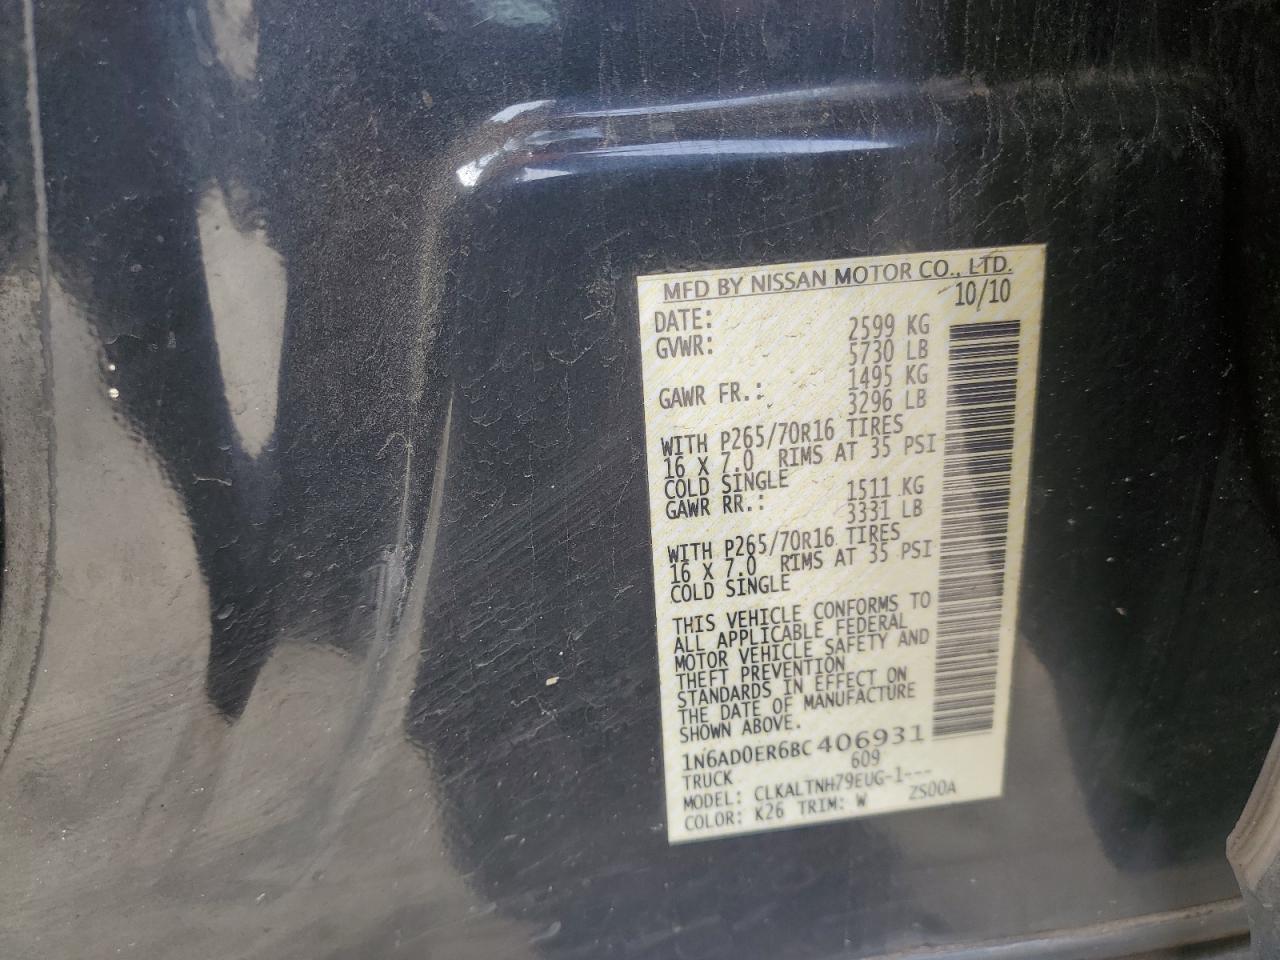 MFD BY NISSAN MOTOR CO., LTD.
DATE: 10/10
GVWR: 2599 KG
5730 LB
GAWR FR.: 1495 KG
3296 LB
WITH P265/70R16 TIRES
16 X 7.0 RIMS AT 35 PSI
COLD SINGLE
GAWR RR.: 1511 KG
3331 LB
WITH P265/70R16 TIRES
16 X 7.0 RIMS AT 35 PSI
COLD SINGLE
THIS VEHICLE CONFORMS TO
ALL APPLICABLE FEDERAL
MOTOR VEHICLE SAFETY AND
THEFT PREVENTION
STANDARDS IN EFFECT ON
THE DATE OF MANUFACTURE
SHOWN ABOVE.
1N6AD0ER6BC406931
TRUCK 609
MODEL: CLKALTNH79EUG-1---
COLOR: K26 TRIM: W ZS00A